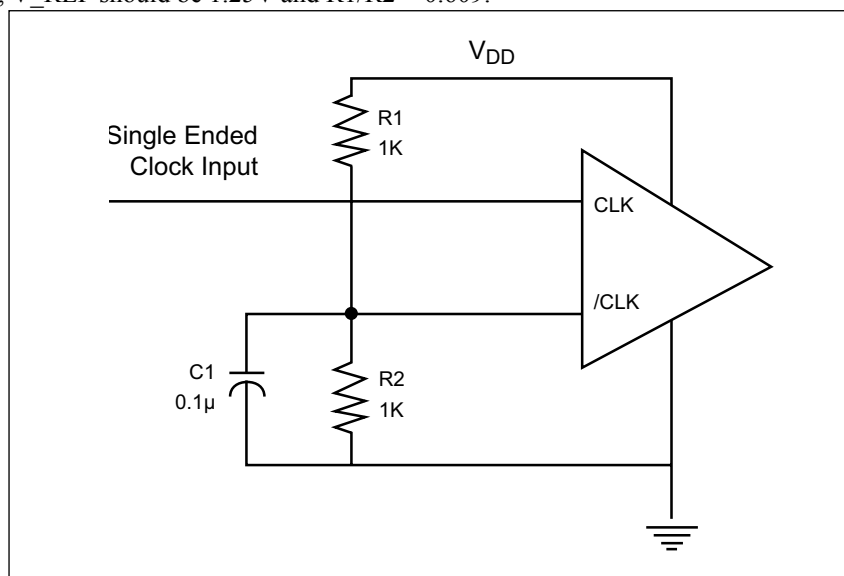 , V_REF should be 1.25V and R1/R2 = 0.609.
V_DD
R1
1K
Single Ended
Clock Input
CLK
/CLK
C1
0.1µ
R2
1K